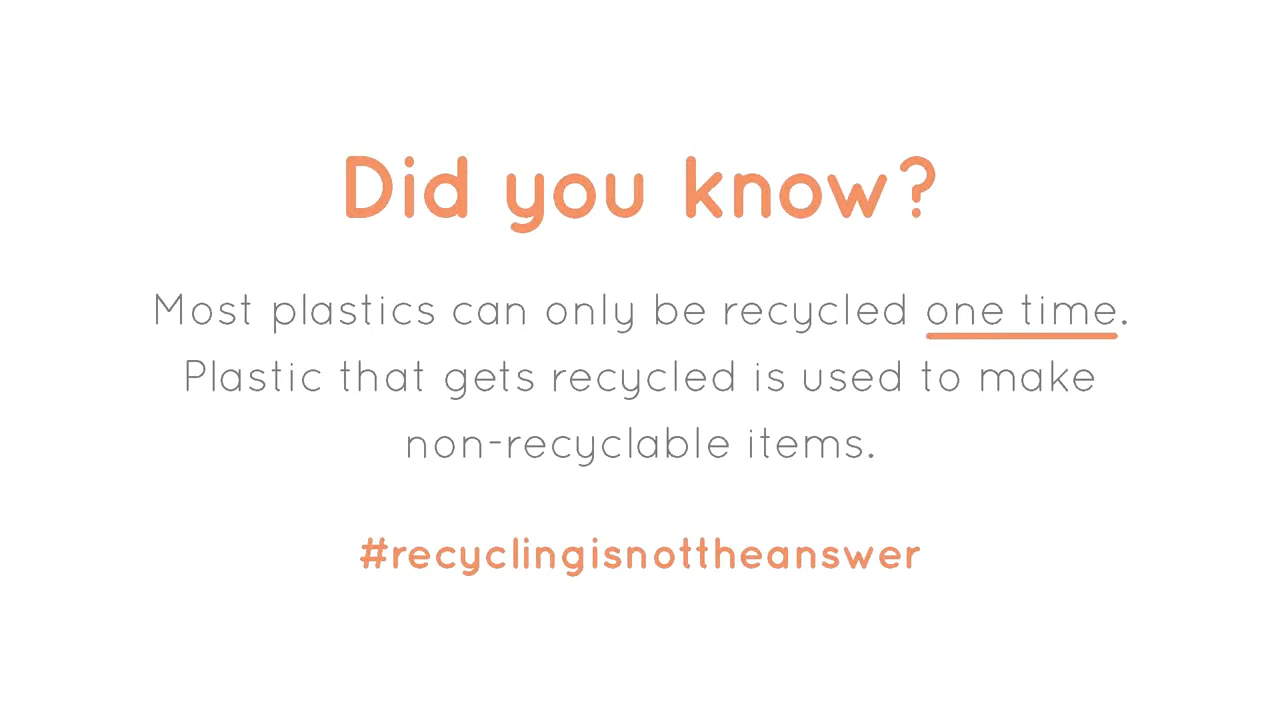 Did you know?
Most plastics can only be recycled one time.
Plastic that gets recycled is used to make
non-recyclable items.
#recyclingisnottheanswer